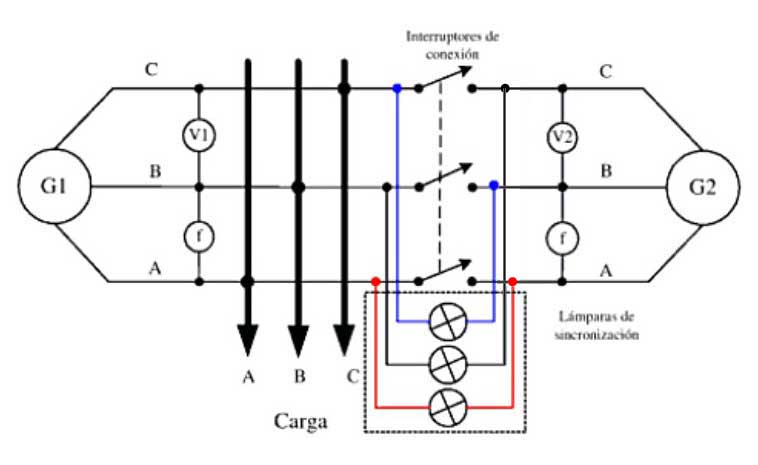 Interruptores de
conexión
C
C
V1
V2
B
B
G1
G2
f
f
A
A
Lámparas de
sincronización
A
B
C
Carga